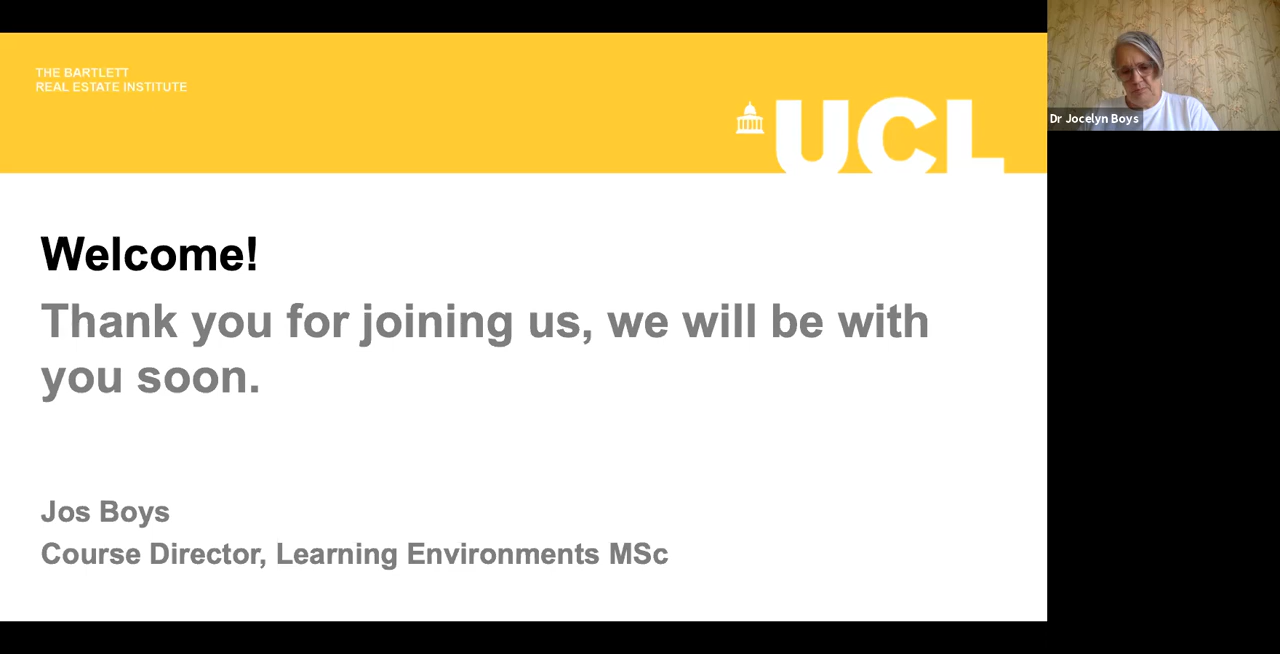 THE BARTLETT
REAL ESTATE INSTITUTE
UCL
Dr Jocelyn Boys
Welcome!
Thank you for joining us, we will be with
you soon.
Jos Boys
Course Director, Learning Environments MSc